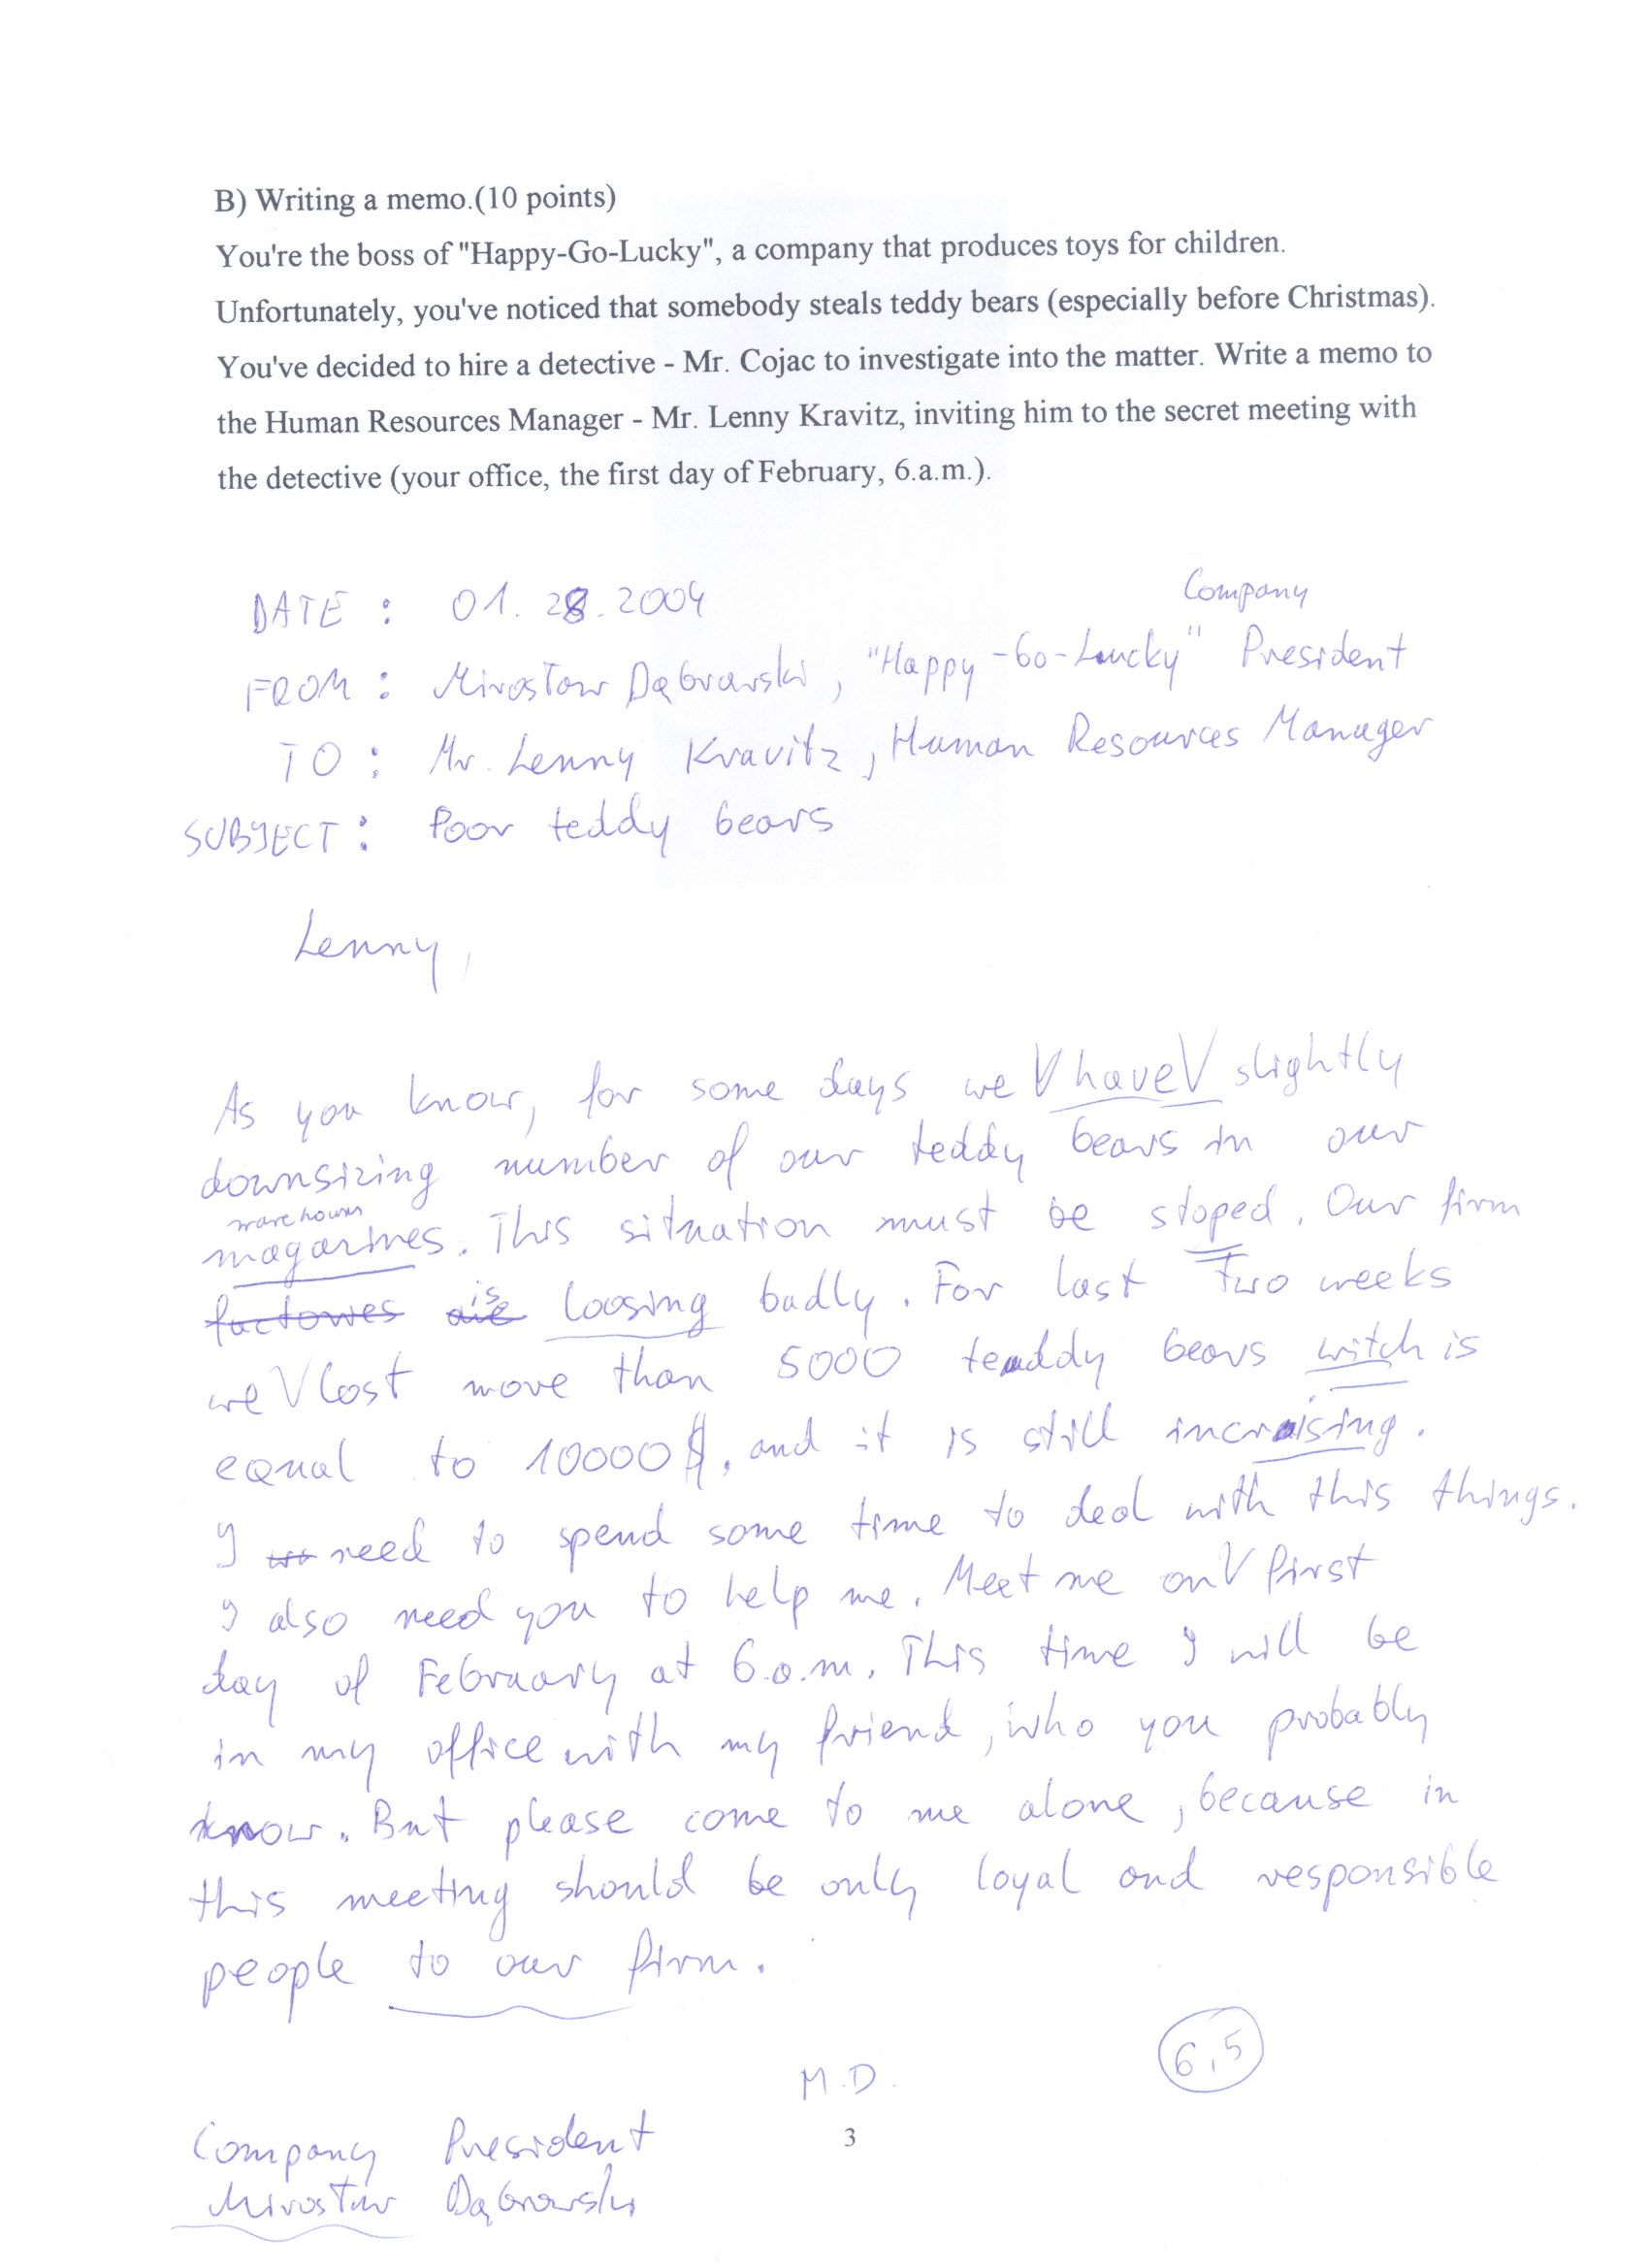 B) Writing a memo.(10 points)
You're the boss of "Happy-Go-Lucky", a company that produces toys for children.
Unfortunately, you've noticed that somebody steals teddy bears (especially before Christmas).
You've decided to hire a detective - Mr. Cojac to investigate into the matter. Write a memo to
the Human Resources Manager - Mr. Lenny Kravitz, inviting him to the secret meeting with
the detective (your office, the first day of February, 6.a.m.).
DATE : 01. 28. 2004
Company
FROM : Mirosław Dąbrowski, "Happy-Go-Lucky" President
TO : Mr. Lenny Kravitz, Human Resources Manager
SUBJECT : Poor teddy bears
Lenny,
As you know, for some days we V have V slightly
downsizing number of our teddy bears in our
warehouses
magazines. This situation must be stoped. Our firm
factories are is loosing badly. For last two weeks
we V lost more than 5000 teddy bears witch is
equal to 10000 $, and it is still incraising.
I need to spend some time to deal with this things.
I also need you to help me. Meet me on V first
day of February at 6.a.m. This time I will be
in my office with my friend, who you probably
know. But please come to me alone, because in
this meeting should be only loyal and responsible
people to our firm.
6,5
M.D.
3
Company President
Mirosław Dąbrowski